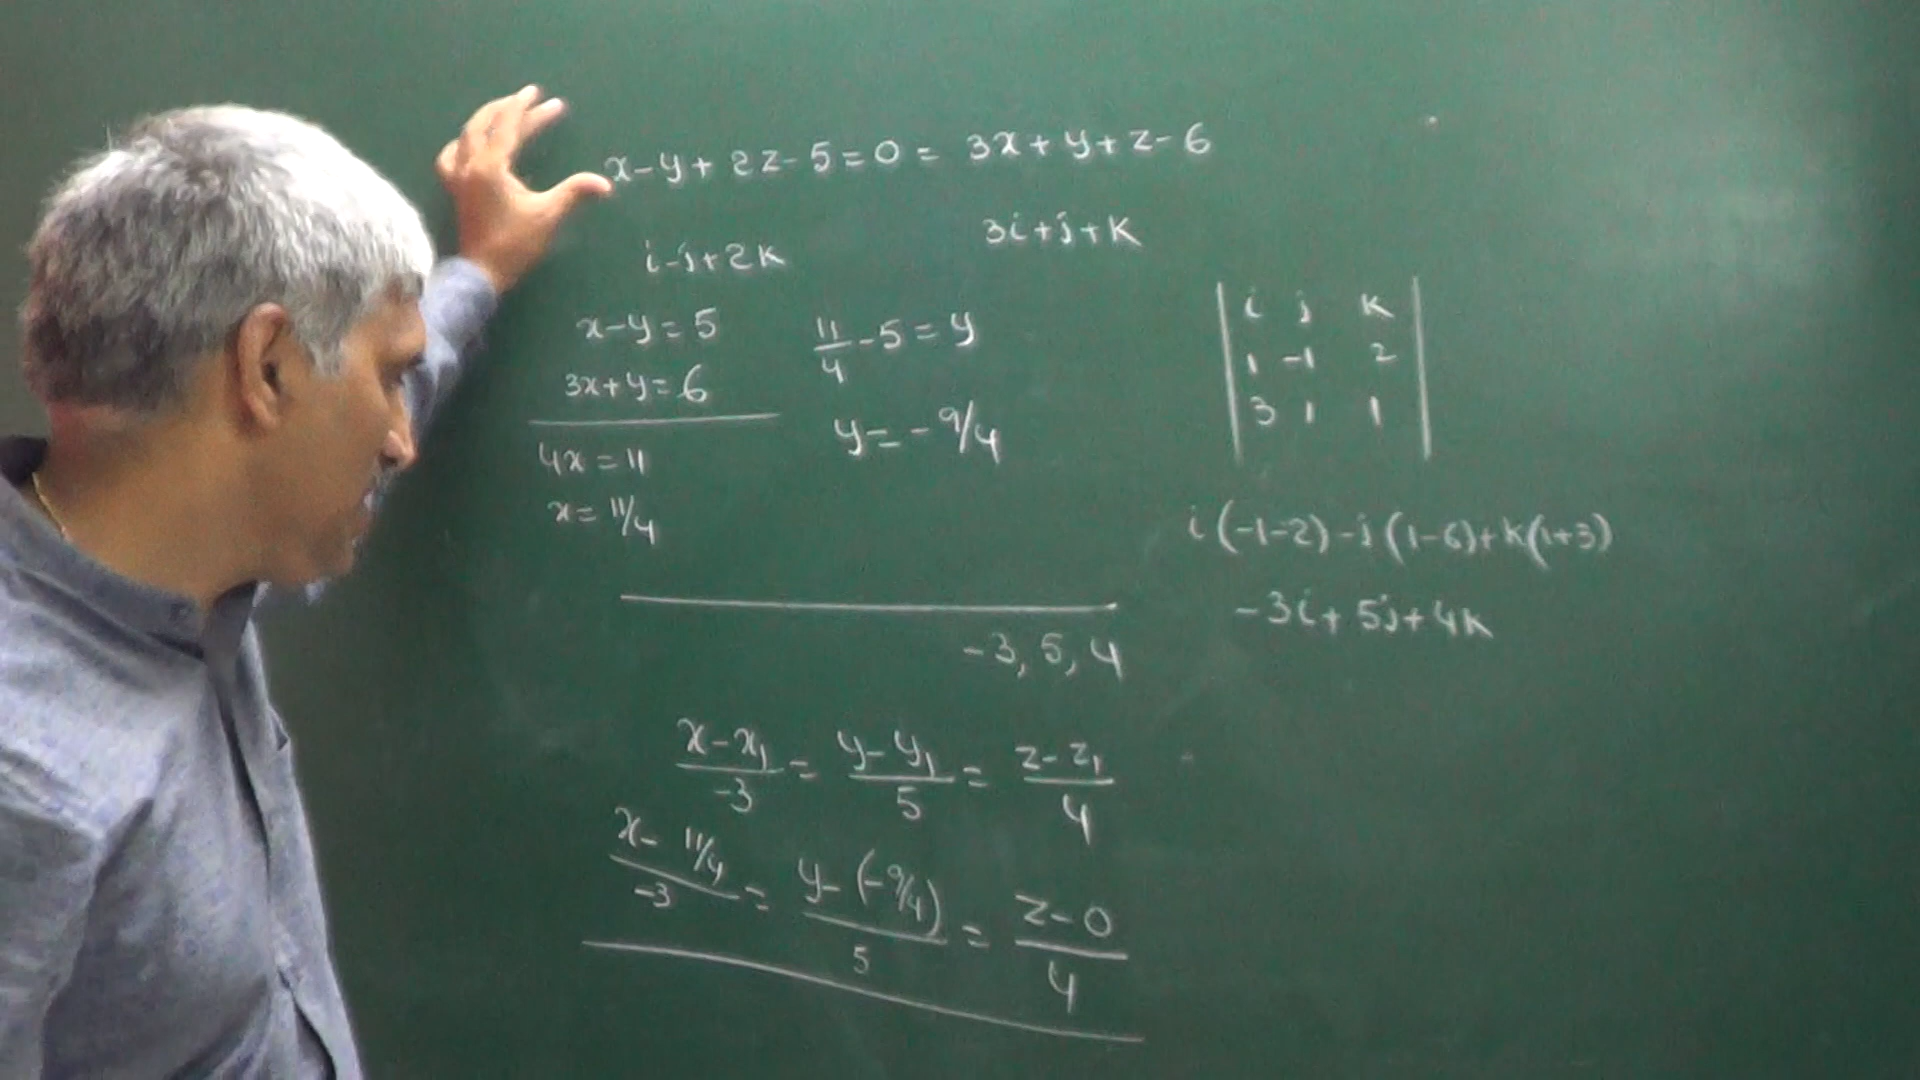 x-y+2z-5=0= 3x+y+z-6
i-j+2k
3i+j+k
x-y=5
3x+y=6
4x=11
x=11/4
11/4-5=y
y=-9/4
i j k
1 -1 2
3 1 1
i(-1-2)-j(1-6)+k(1+3)
-3i+5j+4k
-3, 5, 4
x-x₁/-3 = y-y₁/5 = z-z₁/4
x-11/4/-3 = y-(-9/4)/5 = z-0/4